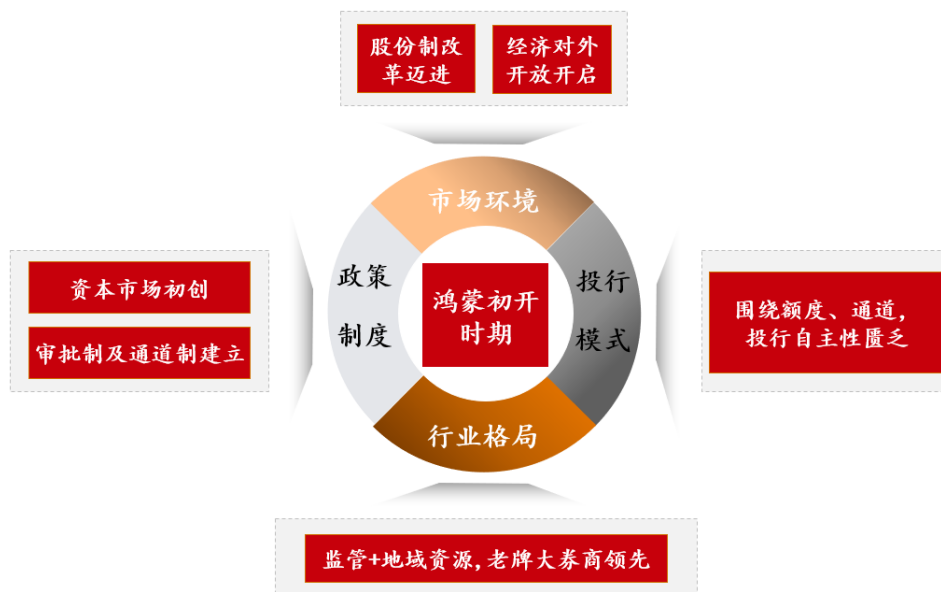 股份制改
革迈进
经济对外
开放开启
市场环境
资本市场初创
审批制及通道制建立
政策
制度
鸿蒙初开
时期
投行
模式
围绕额度、通道,
投行自主性匮乏
行业格局
监管+地域资源,老牌大券商领先